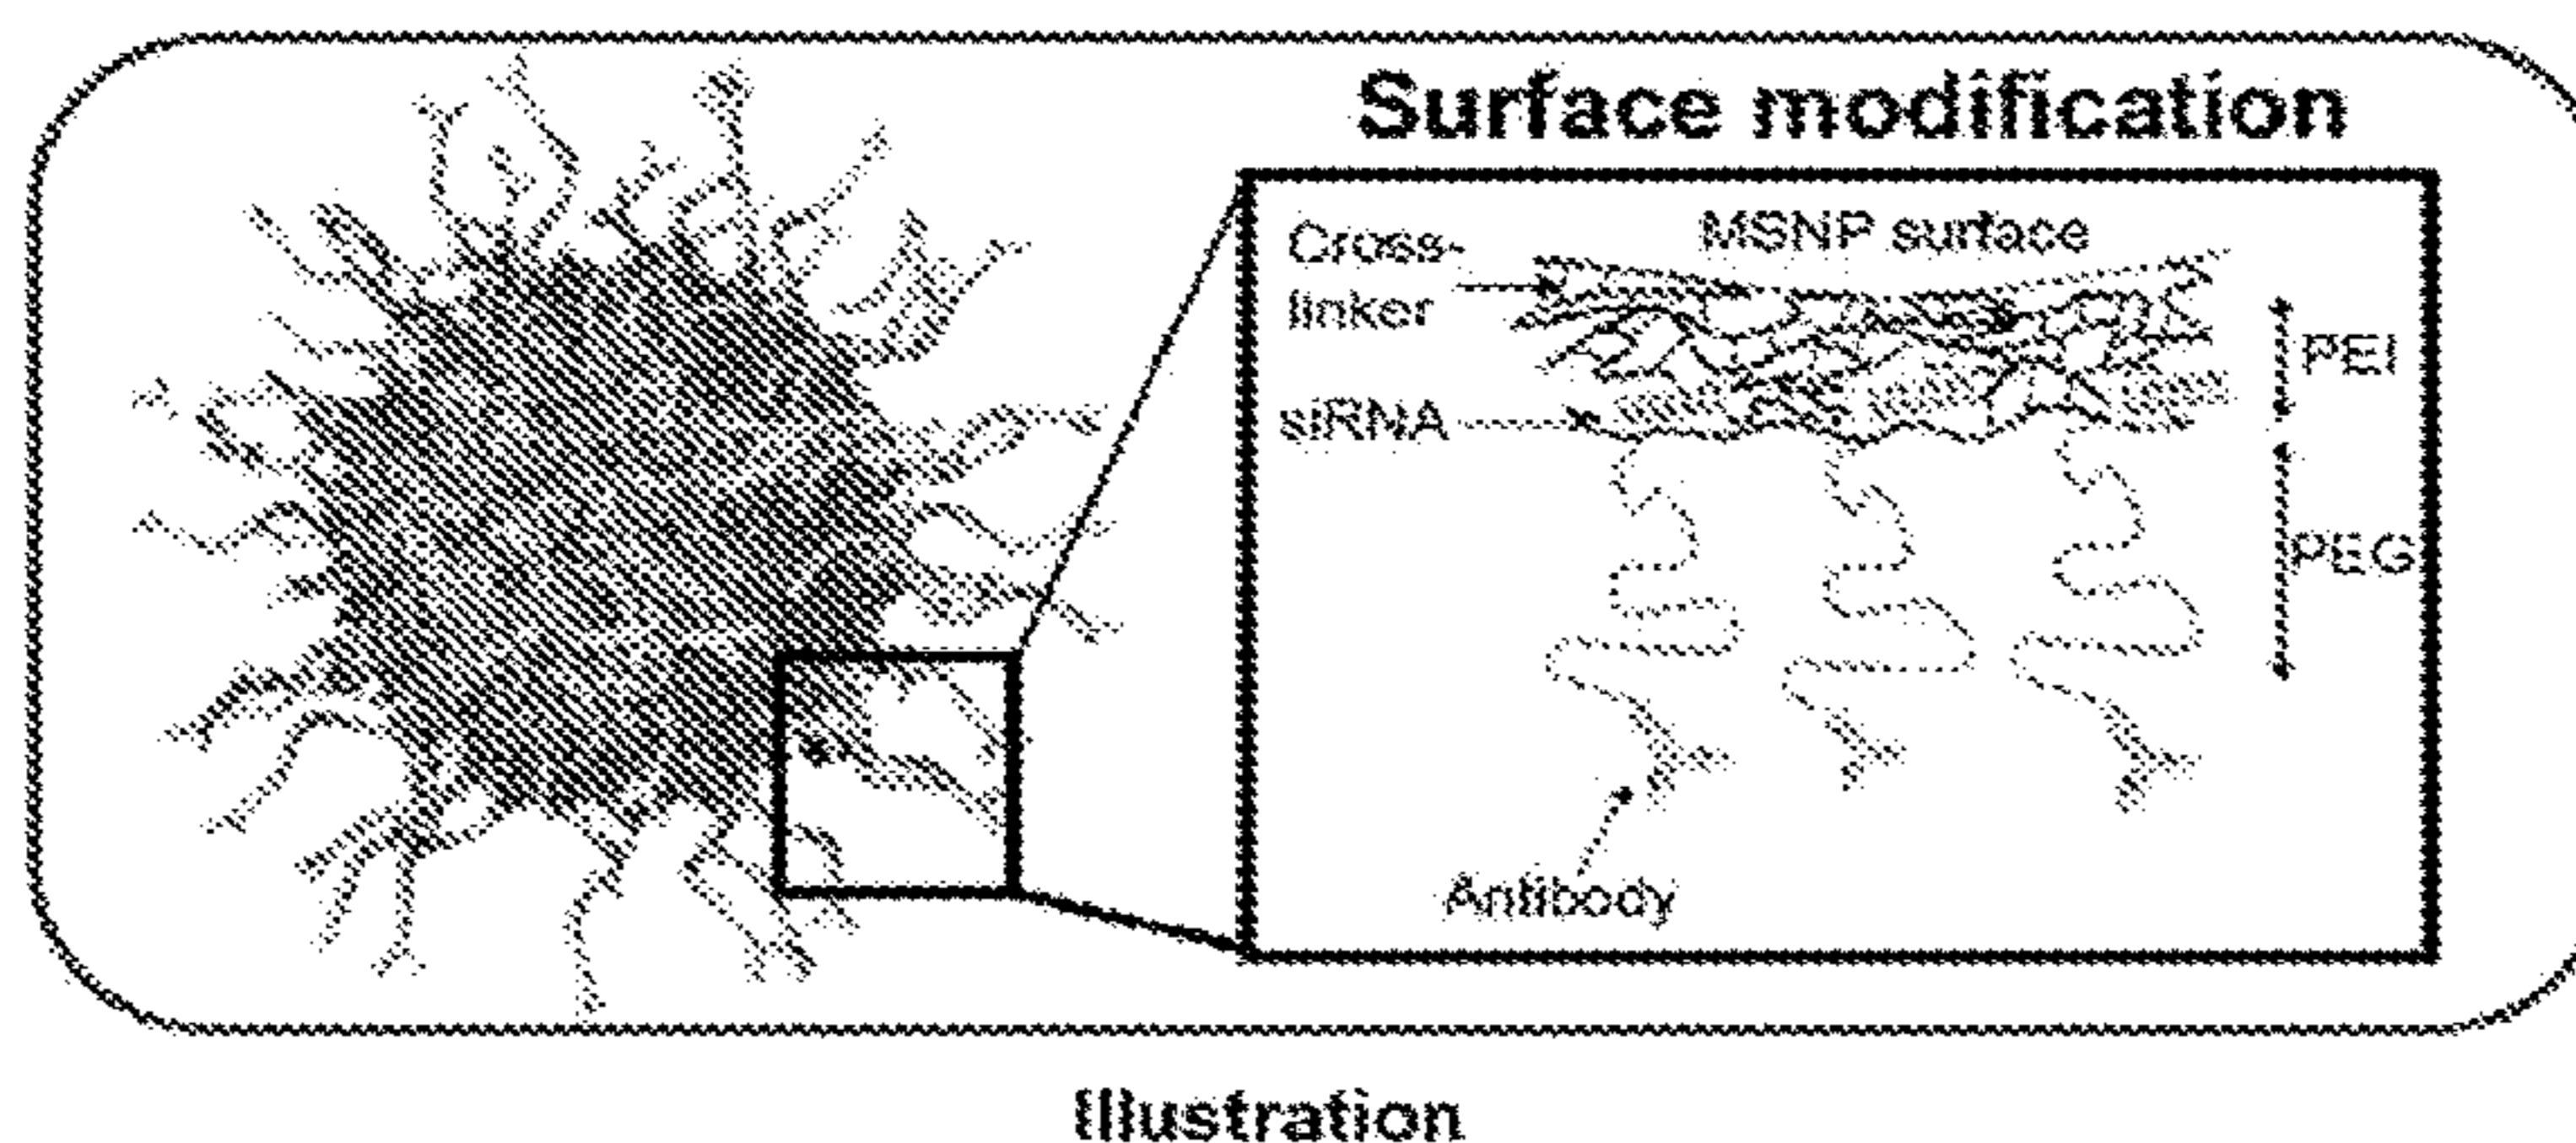 Surface modification
Cross-
linker
MSNP surface
PEI
siRNA
PEG
Antibody
Illustration